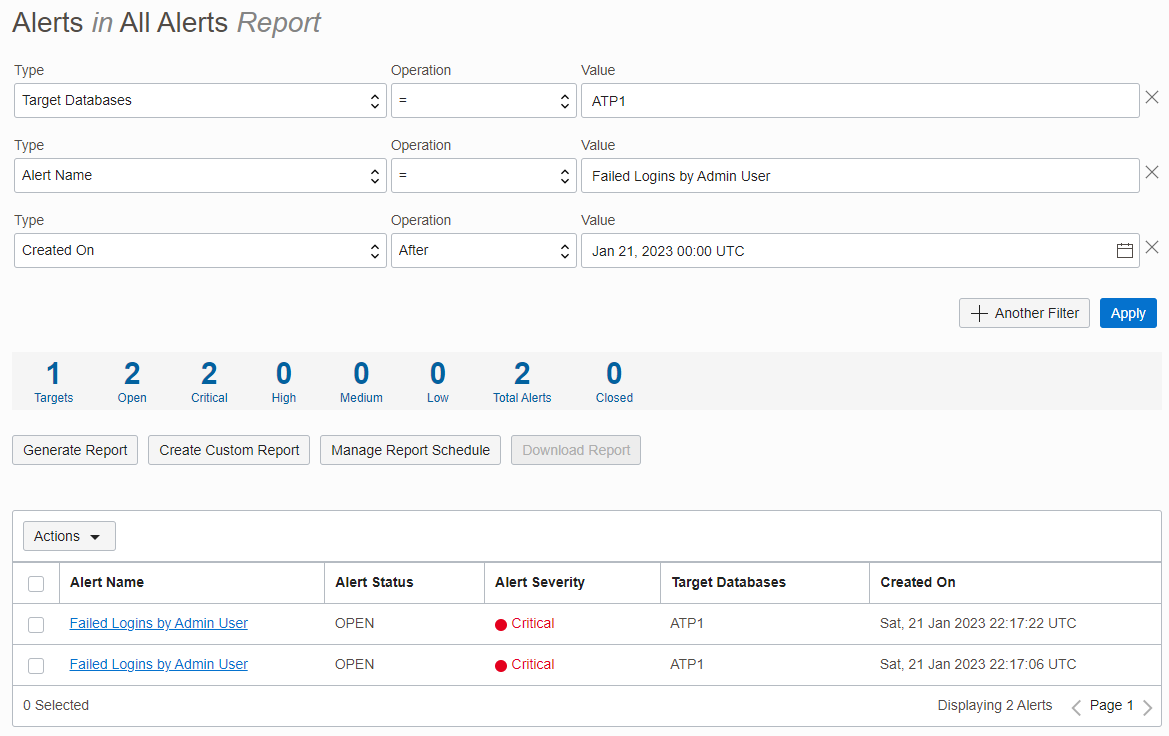 Alerts in All Alerts Report
Type Operation Value
Target Databases = ATP1
Type Operation Value
Alert Name = Failed Logins by Admin User
Type Operation Value
Created On After Jan 21, 2023 00:00 UTC
Another Filter Apply
1 2 2 0 0 0 2 0
Targets Open Critical High Medium Low Total Alerts Closed
Generate Report Create Custom Report Manage Report Schedule Download Report
Actions
Alert Name Alert Status Alert Severity Target Databases Created On
Failed Logins by Admin User OPEN Critical ATP1 Sat, 21 Jan 2023 22:17:22 UTC
Failed Logins by Admin User OPEN Critical ATP1 Sat, 21 Jan 2023 22:17:06 UTC
0 Selected Displaying 2 Alerts Page 1